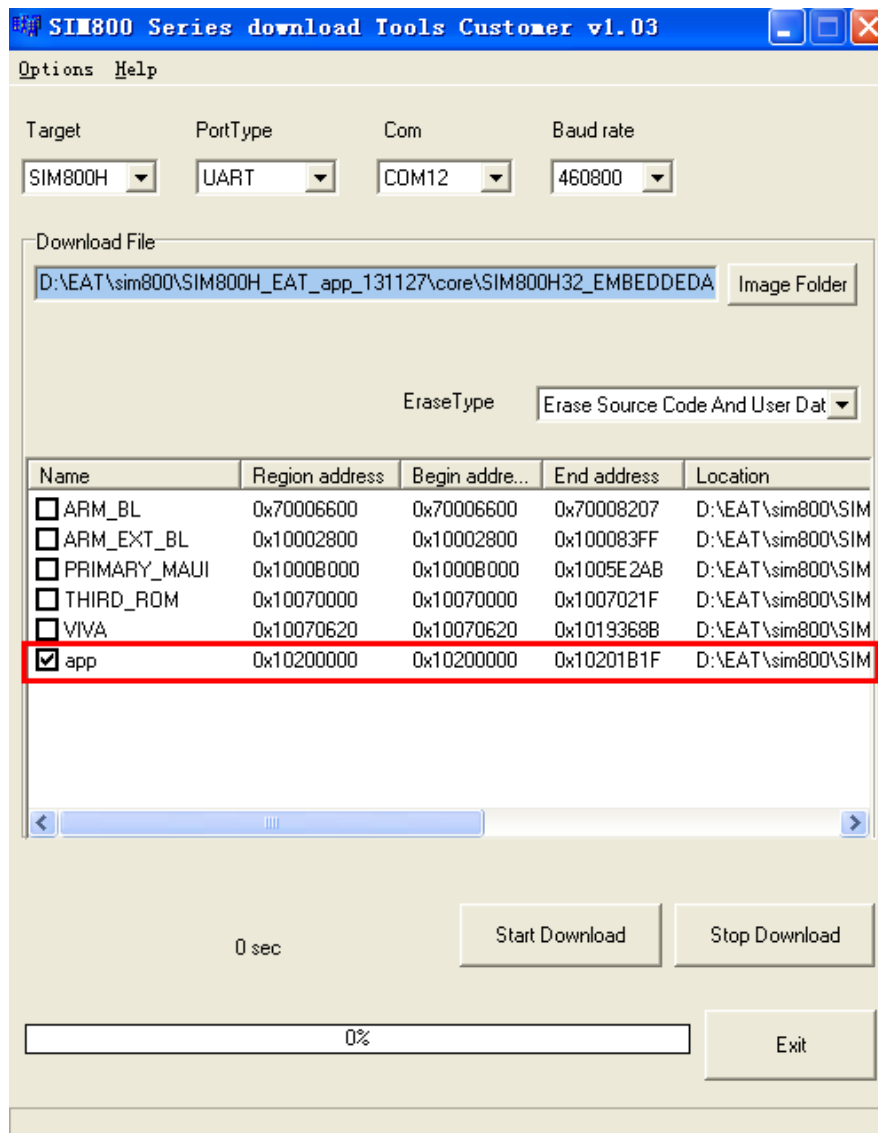 SIM800 Series download Tools Customer v1.03
Options Help
Target PortType Com Baud rate
SIM800H UART COM12 460800
Download File
D:\EAT\sim800\SIM800H_EAT_app_131127\core\SIM800H32_EMBEDDEDA Image Folder
EraseType Erase Source Code And User Dat
Name Region address Begin addre... End address Location
ARM_BL 0x70006600 0x70006600 0x70008207 D:\EAT\sim800\SIM
ARM_EXT_BL 0x10002800 0x10002800 0x100083FF D:\EAT\sim800\SIM
PRIMARY_MAUI 0x1000B000 0x1000B000 0x1005E2AB D:\EAT\sim800\SIM
THIRD_ROM 0x10070000 0x10070000 0x1007021F D:\EAT\sim800\SIM
VIVA 0x10070620 0x10070620 0x1019368B D:\EAT\sim800\SIM
app 0x10200000 0x10200000 0x10201B1F D:\EAT\sim800\SIM
0 sec Start Download Stop Download
0% Exit